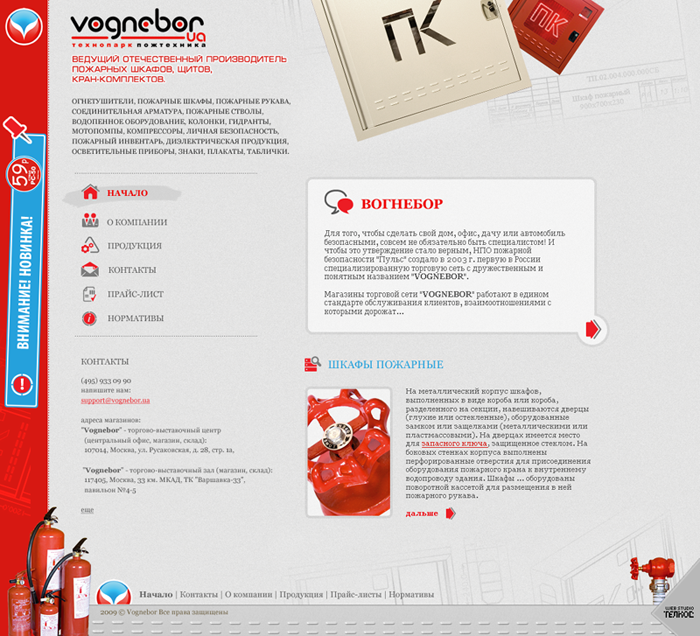 vognebor
ua
технопарк пожтехника
ВЕДУЩИЙ ОТЕЧЕСТВЕННЫЙ ПРОИЗВОДИТЕЛЬ
ПОЖАРНЫХ ШКАФОВ, ЩИТОВ,
КРАН-КОМПЛЕКТОВ.
ПК
ПК
ОГНЕТУШИТЕЛИ, ПОЖАРНЫЕ ШКАФЫ, ПОЖАРНЫЕ РУКАВА,
СОЕДИНИТЕЛЬНАЯ АРМАТУРА, ПОЖАРНЫЕ СТВОЛЫ,
ВОДОПЕННОЕ ОБОРУДОВАНИЕ, КОЛОНКИ, ГИДРАНТЫ,
МОТОПОМПЫ, КОМПРЕССОРЫ, ЛИЧНАЯ БЕЗОПАСНОСТЬ,
ПОЖАРНЫЙ ИНВЕНТАРЬ, ДИЭЛЕКТРИЧЕСКАЯ ПРОДУКЦИЯ,
ОСВЕТИТЕЛЬНЫЕ ПРИБОРЫ, ЗНАКИ, ПЛАКАТЫ, ТАБЛИЧКИ.
Шкаф пожарный
59
ВНИМАНИЕ! НОВИНКА!
НАЧАЛО
О КОМПАНИИ
ПРОДУКЦИЯ
КОНТАКТЫ
ПРАЙС-ЛИСТ
НОРМАТИВЫ
КОНТАКТЫ
(495) 933 09 90
напишите нам:
support@vognebor.ua
адреса магазинов:
"Vognebor" - торгово-выставочный центр
(центральный офис, магазин, склад):
107014, Москва, ул. Русаковская, д. 28, стр. 1а,
"Vognebor" - торгово-выставочный зал (магазин, склад):
117405, Москва, 33 км. МКАД, ТК "Варшавка-33",
павильон №4-5
еще
ВОГНЕБОР
Для того, чтобы сделать свой дом, офис, дачу или автомобиль
безопасными, совсем не обязательно быть специалистом! И
чтобы это утверждение стало верным, НПО пожарной
безопасности "Пульс" создало в 2003 г. первую в России
специализированную торговую сеть с дружественным и
понятным названием "VOGNEBOR".
Магазины торговой сети "VOGNEBOR" работают в едином
стандарте обслуживания клиентов, взаимоотношениями с
которыми дорожат...
ШКАФЫ ПОЖАРНЫЕ
На металлический корпус шкафов,
выполненных в виде короба или короба,
разделенного на секции, навешиваются дверцы
(глухие или остекленные), оборудованные
замком или защелками (металлическими или
пластмассовыми). На дверцах имеется место
для запасного ключа, защищенное стеклом. На
боковых стенках корпуса выполнены
перфорированные отверстия для присоединения
оборудования пожарного крана к внутреннему
водопроводу здания. Шкафы ... оборудованы
поворотной кассетой для размещения в ней
пожарного рукава.
дальше
Начало | Контакты | О компании | Продукция | Прайс-листы | Нормативы
2009 © Vognebor Все права защищены
WEB STUDIO
ТЕЛКОС